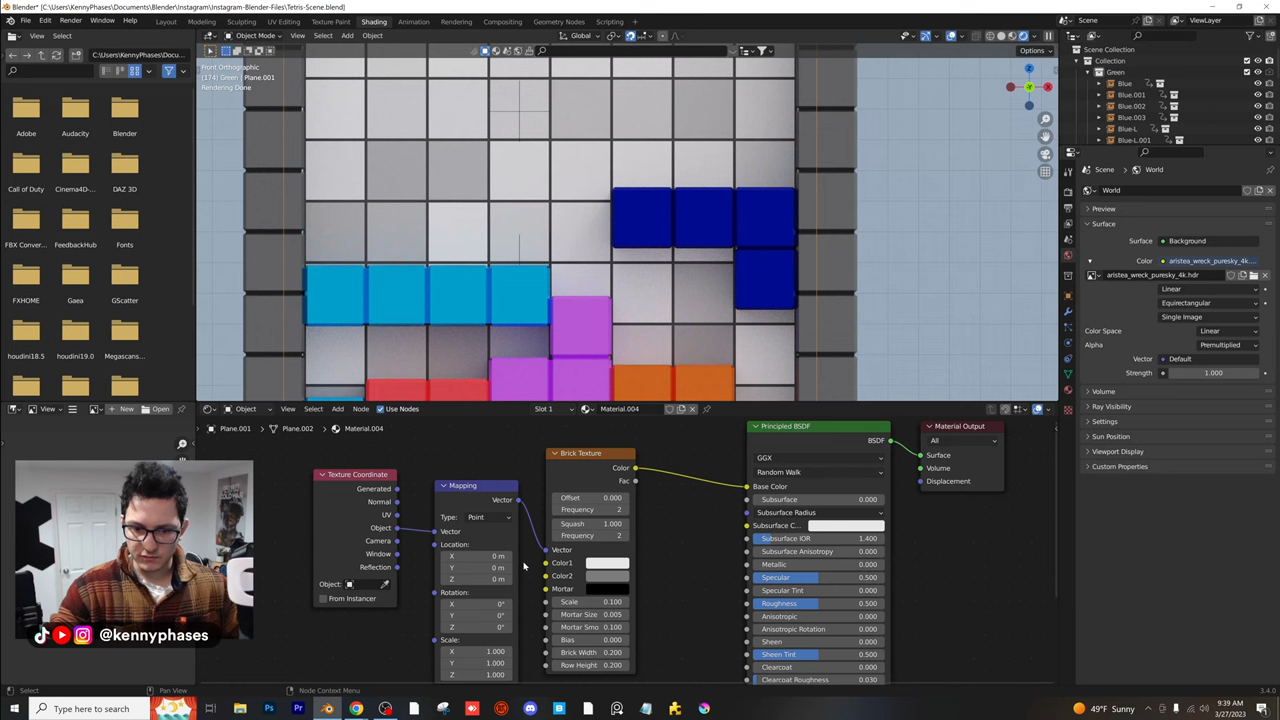 Blender* [C:\Users\KennyPhases\Documents\Blender\Instagram\Instagram-Blender-Files\Tetris-Scene.blend]
File Edit Render Window Help Layout Modeling Sculpting UV Editing Texture Paint Shading Animation Rendering Compositing Geometry Nodes Scripting Scene ViewLayer
View Select Object Mode View Select Add Object Global
C:\Users\KennyPhases\Docu... Options
Front Orthographic
(174) Green | Plane.001
Rendering Done
Adobe Audacity Blender
Call of Duty Cinema4D-... DAZ 3D
FBX Conver... FeedbackHub Fonts
FXHOME Gaea GScatter
houdini18.5 houdini19.0 Megascans...
Scene Collection
Collection
Green
Blue
Blue.001
Blue.002
Blue.003
Blue-L
Blue-L.001
Scene World
World
Preview
Surface
Surface Background
Color aristea_wreck_puresky_4k....
aristea_wreck_puresky_4k.hdr
Linear
Equirectangular
Single Image
Color Space Linear
Alpha Premultiplied
Vector Default
Strength 1.000
Volume
Ray Visibility
Settings
Sun Position
Viewport Display
Custom Properties
View New Open Object View Select Add Node Use Nodes Slot 1 Material.004
Plane.001 Plane.002 Material.004
Texture Coordinate
Generated
Normal
UV
Object
Camera
Window
Reflection
Object:
From Instancer
Mapping
Vector
Type: Point
Vector
Location:
X 0 m
Y 0 m
Z 0 m
Rotation:
X 0°
Y 0°
Z 0°
Scale:
X 1.000
Y 1.000
Z 1.000
Brick Texture
Color
Fac
Offset 0.000
Frequency 2
Squash 1.000
Frequency 2
Vector
Color1
Color2
Mortar
Scale 0.100
Mortar Size 0.005
Mortar Smo 0.100
Bias 0.000
Brick Width 0.200
Row Height 0.200
Principled BSDF
BSDF
GGX
Random Walk
Base Color
Subsurface 0.000
Subsurface Radius
Subsurface C...
Subsurface IOR 1.400
Subsurface Anisotropy 0.000
Metallic 0.000
Specular 0.500
Specular Tint 0.000
Roughness 0.500
Anisotropic 0.000
Anisotropic Rotation 0.000
Sheen 0.000
Sheen Tint 0.500
Clearcoat 0.000
Clearcoat Roughness 0.030
Material Output
All
Surface
Volume
Displacement
@kennyphases
Select Pan View Node Context Menu 3.4.0
Type here to search 49°F Sunny 9:39 AM
3/27/2023